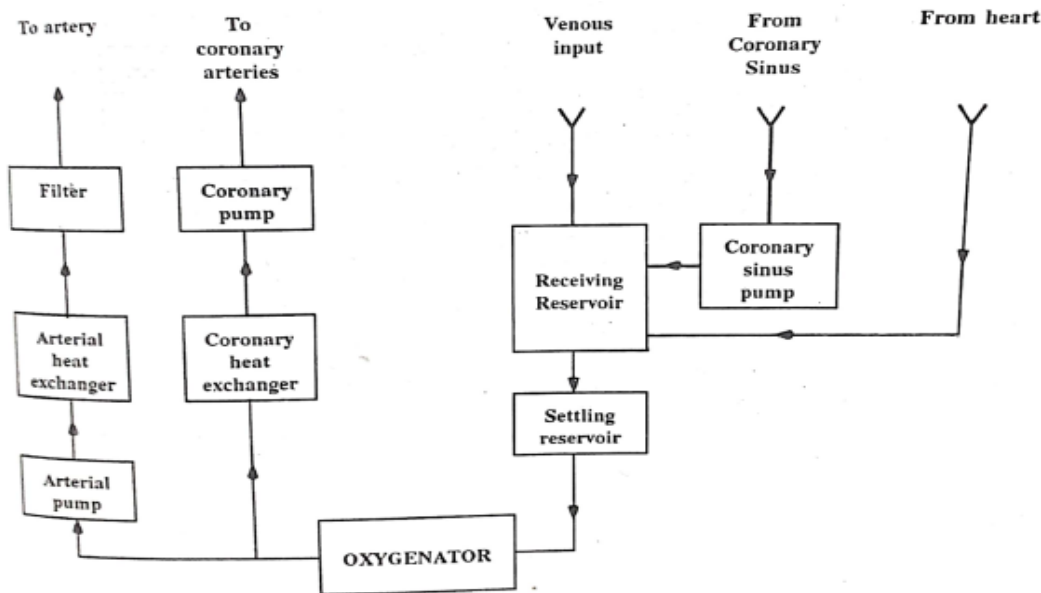 To artery
To
coronary
arteries
Venous
input
From
Coronary
Sinus
From heart
Filter
Coronary
pump
Receiving
Reservoir
Coronary
sinus
pump
Arterial
heat
exchanger
Coronary
heat
exchanger
Settling
reservoir
Arterial
pump
OXYGENATOR